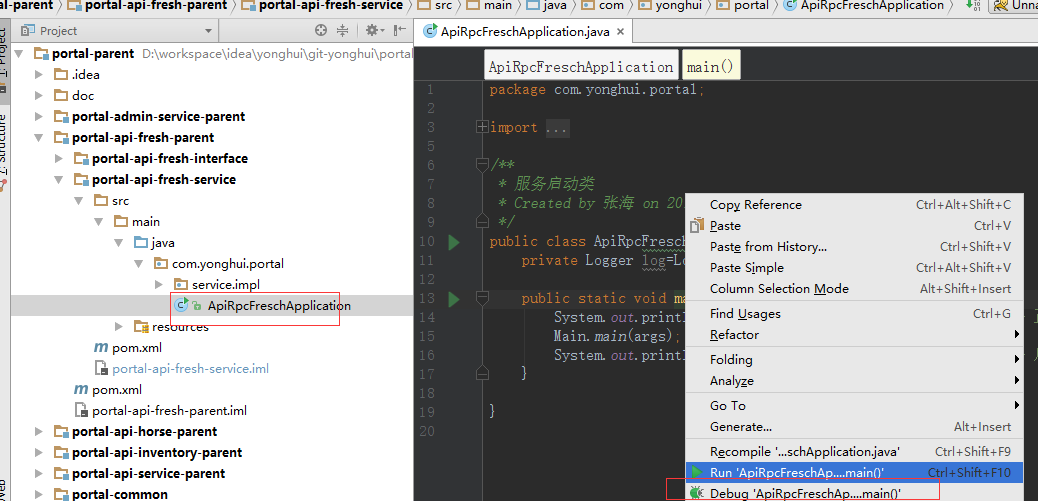 portal-parent portal-api-fresh-parent portal-api-fresh-service src main java com yonghui portal ApiRpcFreschApplication
Project
portal-parent D:\workspace\idea\yonghui\git-yonghui\portal
.idea
doc
portal-admin-service-parent
portal-api-fresh-parent
portal-api-fresh-interface
portal-api-fresh-service
src
main
java
com.yonghui.portal
service.impl
ApiRpcFreschApplication
resources
pom.xml
portal-api-fresh-service.iml
pom.xml
portal-api-fresh-parent.iml
portal-api-horse-parent
portal-api-inventory-parent
portal-api-service-parent
portal-common
Structure
ApiRpcFreschApplication.java
ApiRpcFreschApplication main()
1 package com.yonghui.portal;
2
3 import ...
5
6 /**
7 * 服务启动类
8 * Created by 张海 on 20
9 */
10 public class ApiRpcFresch
11 private Logger log=Lo
12
13 public static void ma
14 System.out.printl
15 Main.main(args);
16 System.out.printl
17 }
18
19 }
20
Copy Reference Ctrl+Alt+Shift+C
Paste Ctrl+V
Paste from History... Ctrl+Shift+V
Paste Simple Ctrl+Alt+Shift+V
Column Selection Mode Alt+Shift+Insert
Find Usages Ctrl+G
Refactor
Folding
Analyze
Go To
Generate... Alt+Insert
Recompile '...schApplication.java' Ctrl+Shift+F9
Run 'ApiRpcFreschAp....main()' Ctrl+Shift+F10
Debug 'ApiRpcFreschAp....main()'